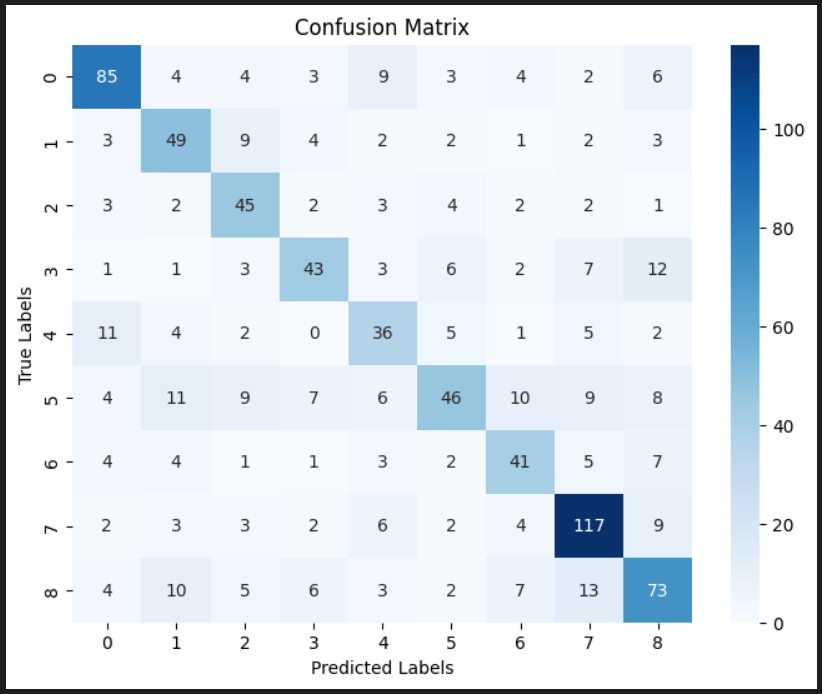 Confusion Matrix
0 85 4 4 3 9 3 4 2 6
1 3 49 9 4 2 2 1 2 3
2 3 2 45 2 3 4 2 2 1
3 1 1 3 43 3 6 2 7 12
4 11 4 2 0 36 5 1 5 2
5 4 11 9 7 6 46 10 9 8
6 4 4 1 1 3 2 41 5 7
7 2 3 3 2 6 2 4 117 9
8 4 10 5 6 3 2 7 13 73
0 1 2 3 4 5 6 7 8
Predicted Labels
True Labels
100
80
60
40
20
0